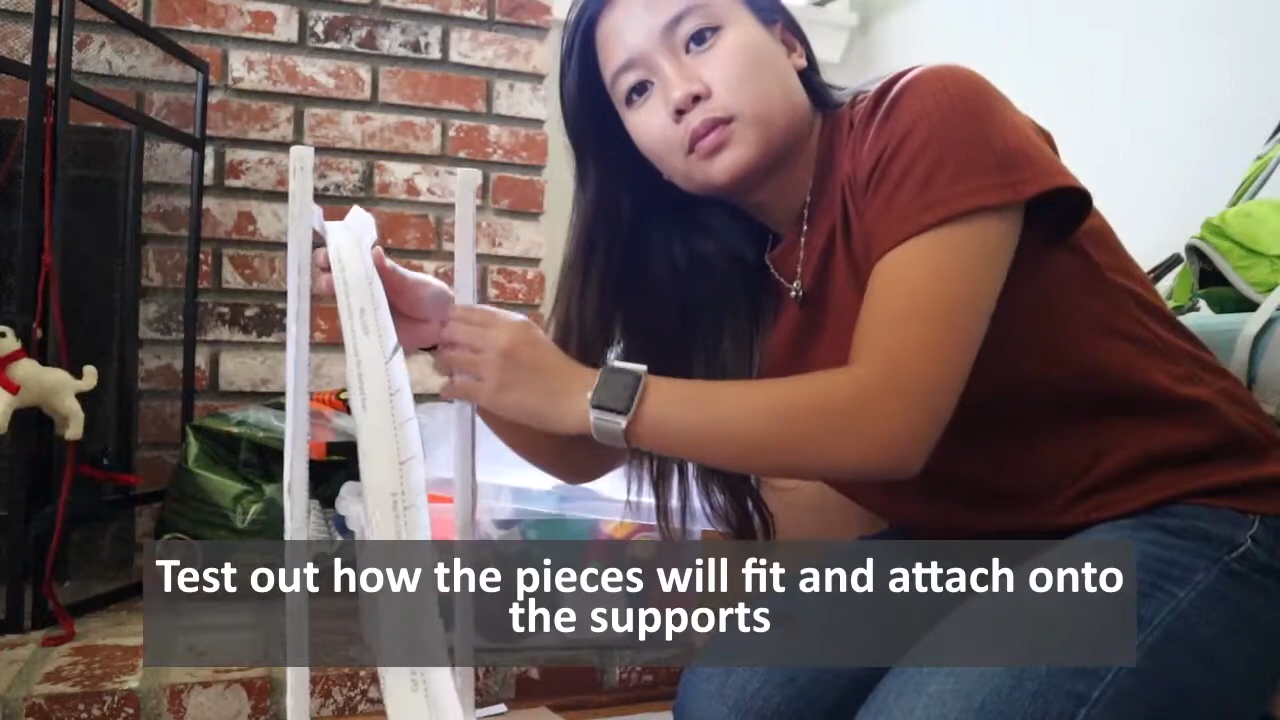 Test out how the pieces will fit and attach onto
the supports